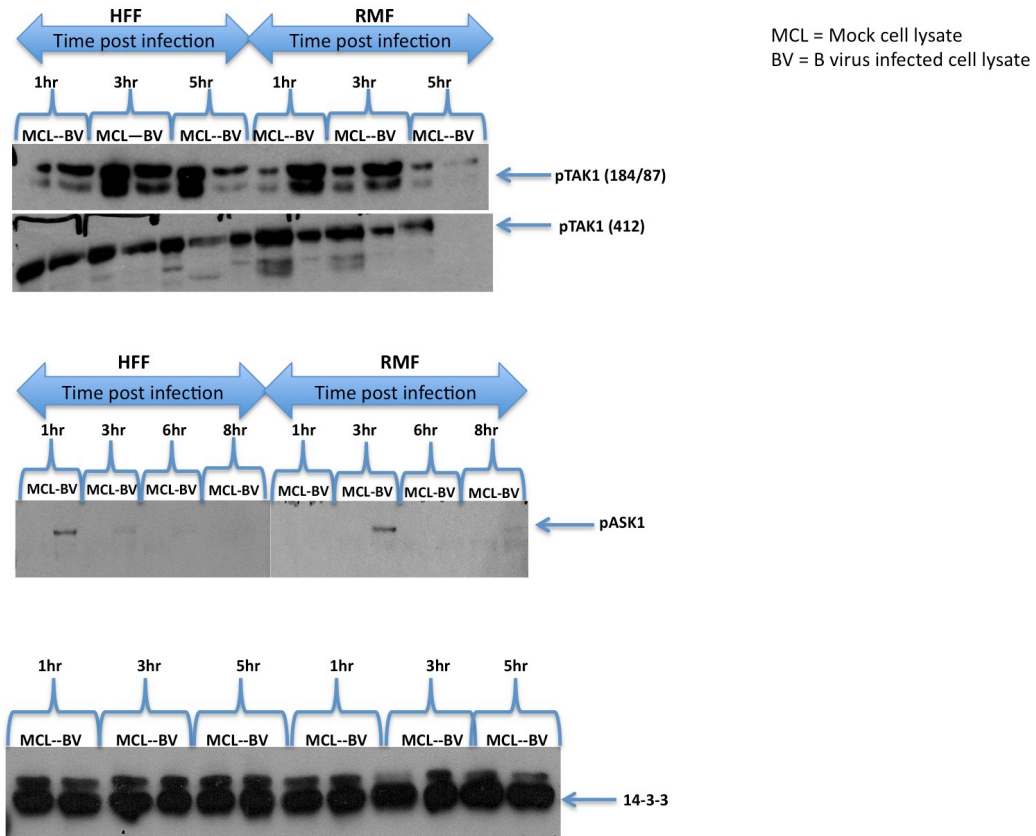 HFF RMF
Time post infection Time post infection
MCL = Mock cell lysate
BV = B virus infected cell lysate
1hr 3hr 5hr 1hr 3hr 5hr
MCL--BV MCL—BV MCL--BV MCL--BV MCL--BV MCL--BV
pTAK1 (184/87)
pTAK1 (412)
HFF RMF
Time post infection Time post infection
1hr 3hr 6hr 8hr 1hr 3hr 6hr 8hr
MCL-BV MCL-BV MCL-BV MCL-BV MCL-BV MCL-BV MCL-BV MCL-BV
pASK1
1hr 3hr 5hr 1hr 3hr 5hr
MCL--BV MCL--BV MCL--BV MCL--BV MCL--BV MCL--BV
14-3-3